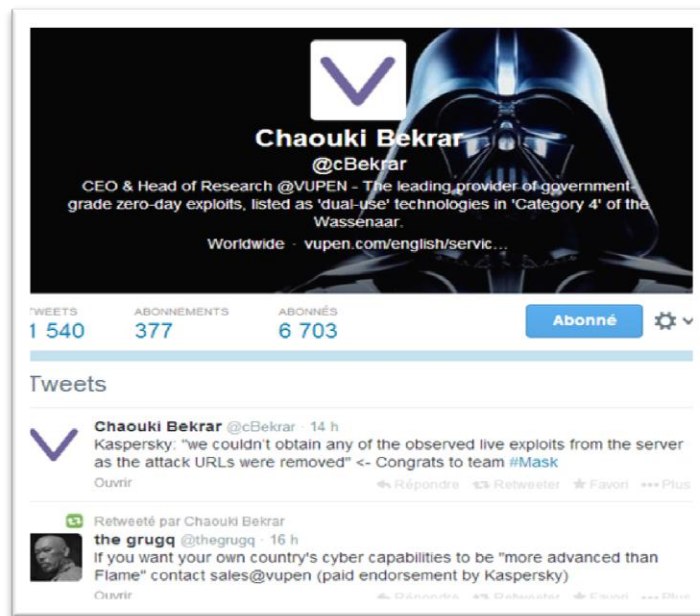 Chaouki Bekrar
@cBekrar
CEO & Head of Research @VUPEN - The leading provider of government-
grade zero-day exploits, listed as 'dual-use' technologies in 'Category 4' of the
Wassenaar.
Worldwide · vupen.com/english/servic...
TWEETS ABONNEMENTS ABONNÉS
1 540 377 6 703
Abonné
Tweets
Chaouki Bekrar @cBekrar · 14 h
Kaspersky: "we couldn't obtain any of the observed live exploits from the server
as the attack URLs were removed" <- Congrats to team #Mask
Ouvrir Répondre Retweeter Favori Plus
Retweeté par Chaouki Bekrar
the grugq @thegrugq · 16 h
If you want your own country's cyber capabilities to be "more advanced than
Flame" contact sales@vupen (paid endorsement by Kaspersky)
Ouvrir Répondre Retweeter Favori Plus